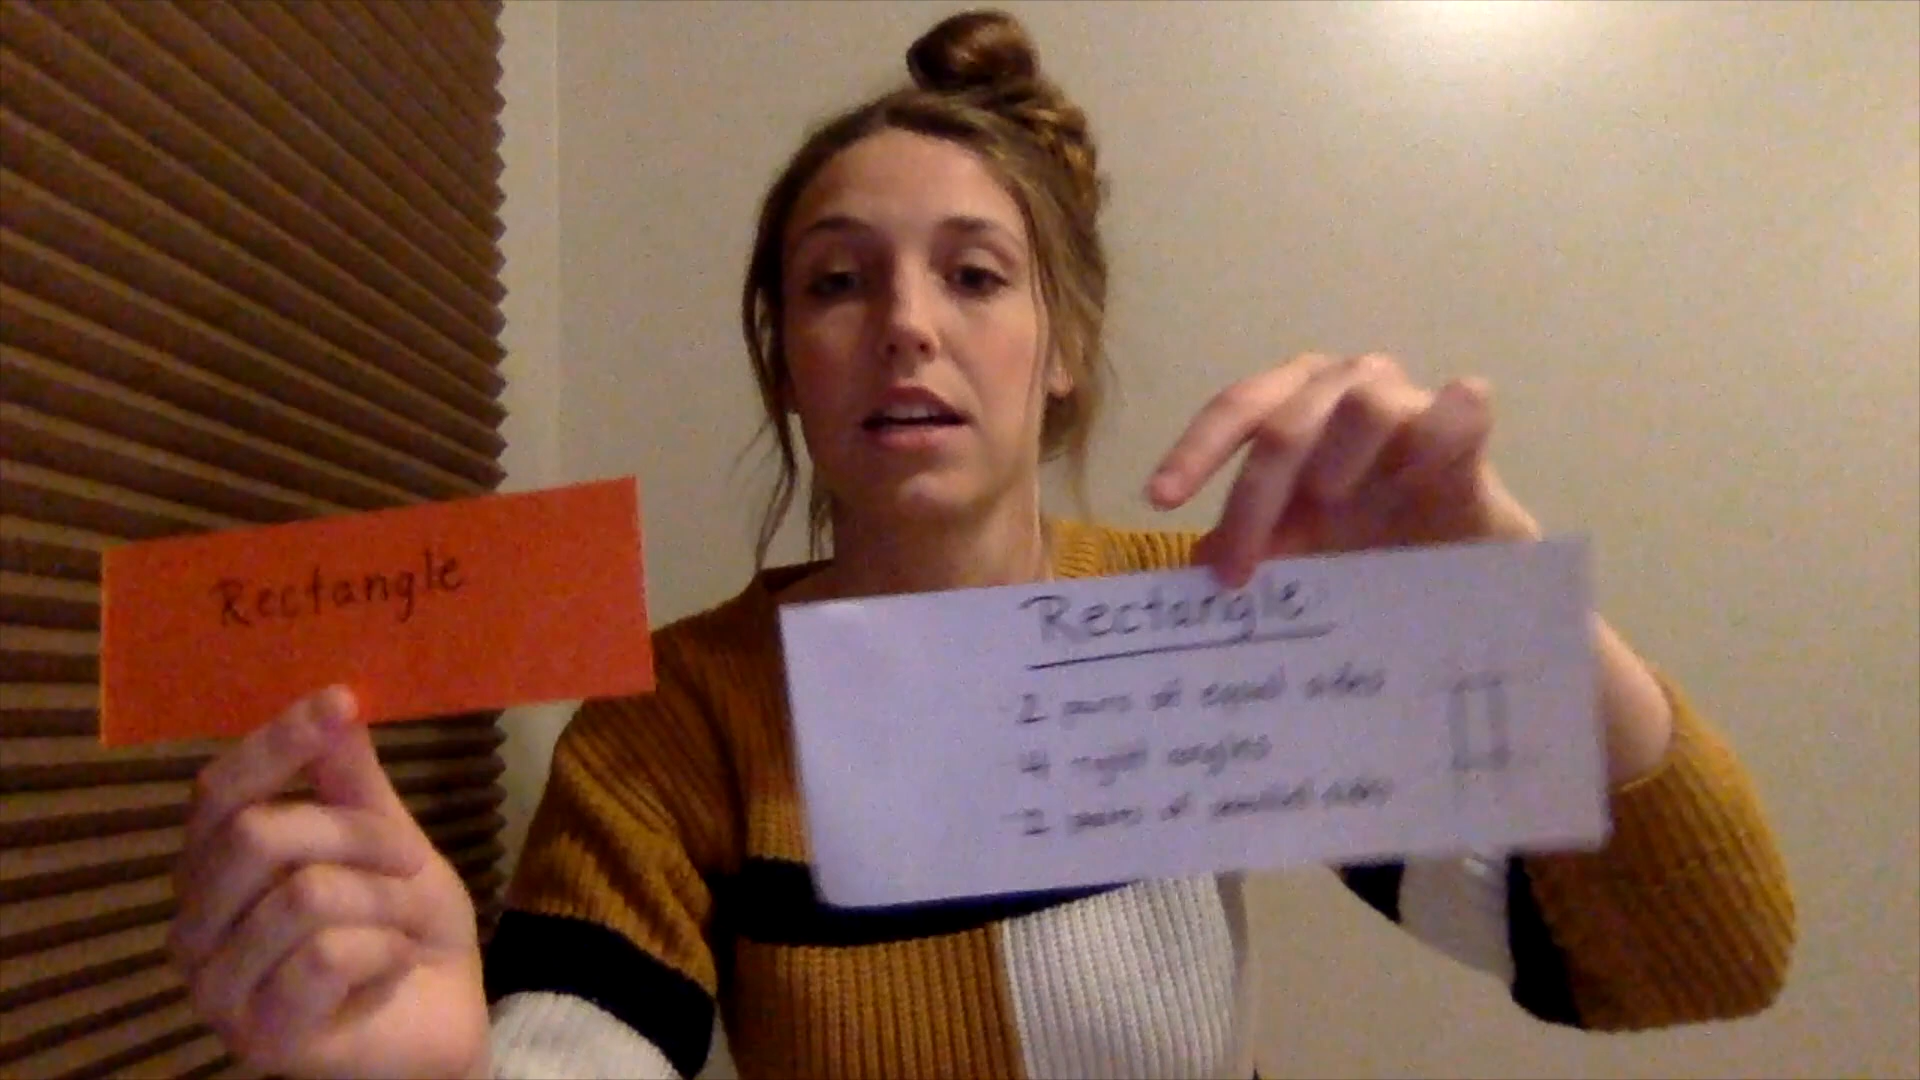 Rectangle
Rectangle
2 pairs of equal sides
4 right angles
2 pairs of parallel sides